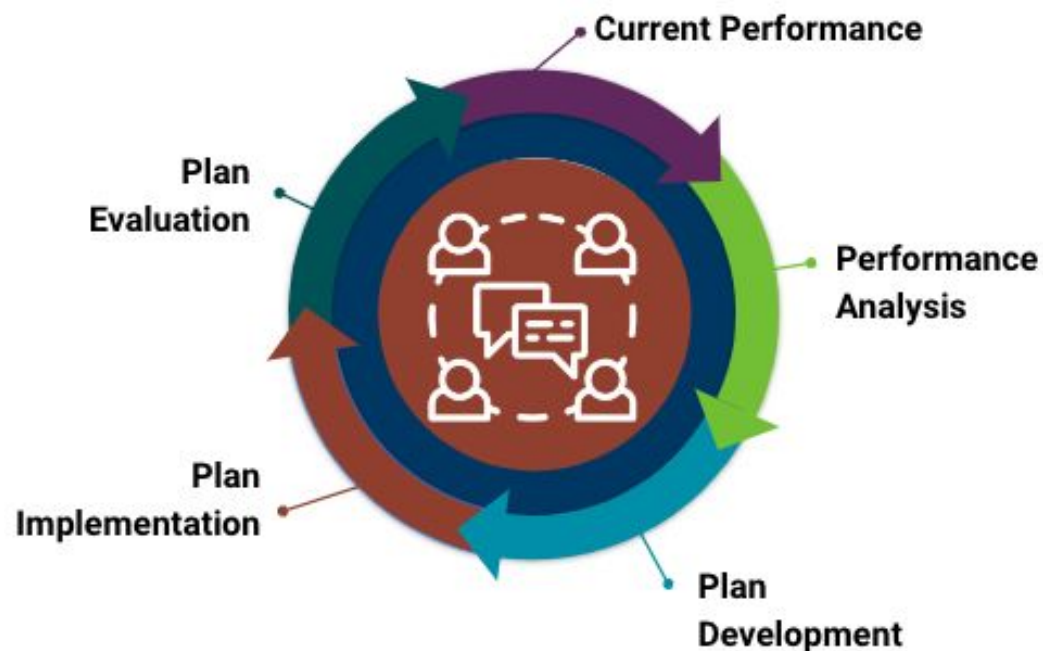 Current Performance
Performance
Analysis
Plan
Development
Plan
Implementation
Plan
Evaluation